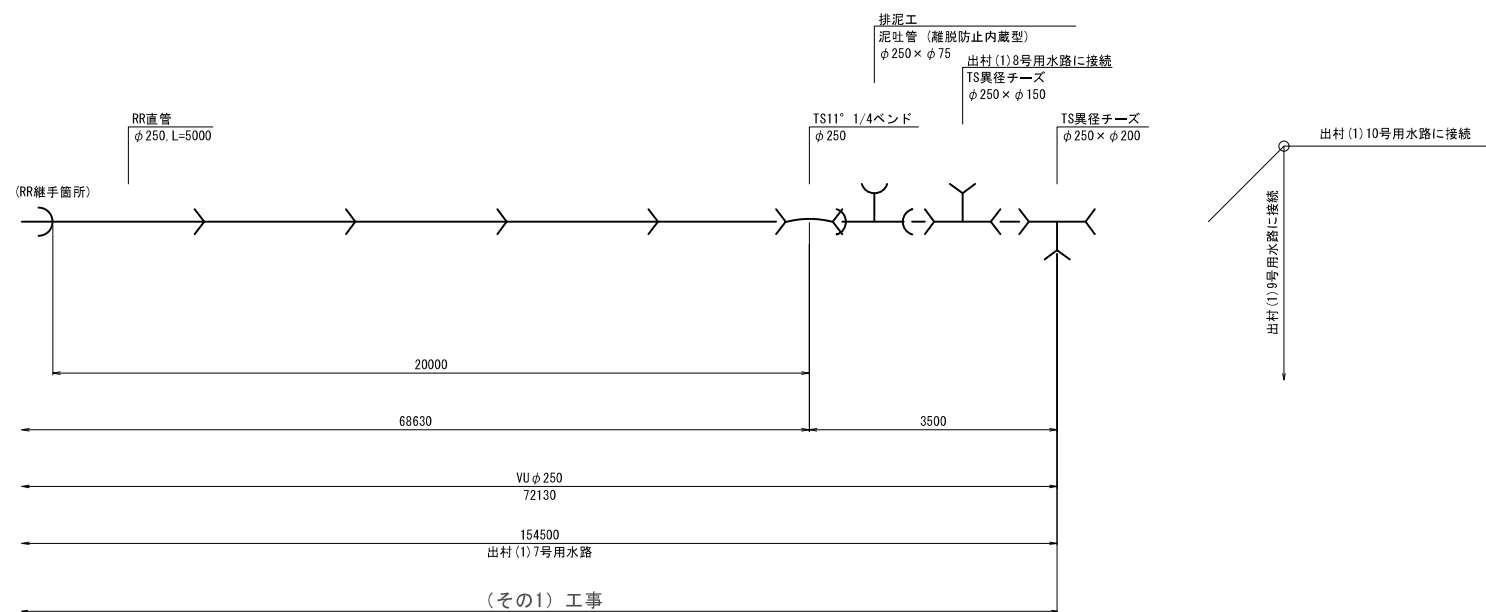 排泥工
泥吐管 (離脱防止内蔵型)
φ250×φ75
出村(1)8号用水路に接続
TS異径チーズ
φ250×φ150
RR直管
φ250,L=5000
TS11°1/4ベンド
φ250
TS異径チーズ
φ250×φ200
出村(1)10号用水路に接続
(RR継手箇所)
出村(1)9号用水路に接続
20000
68630
3500
VUφ250
72130
154500
出村(1)7号用水路
(その1) 工事